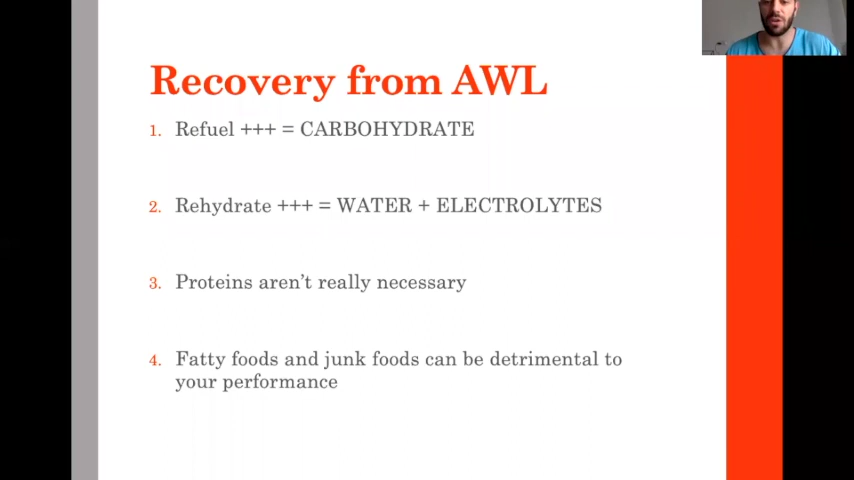 Recovery from AWL
1. Refuel +++ = CARBOHYDRATE
2. Rehydrate +++ = WATER + ELECTROLYTES
3. Proteins aren't really necessary
4. Fatty foods and junk foods can be detrimental to
your performance